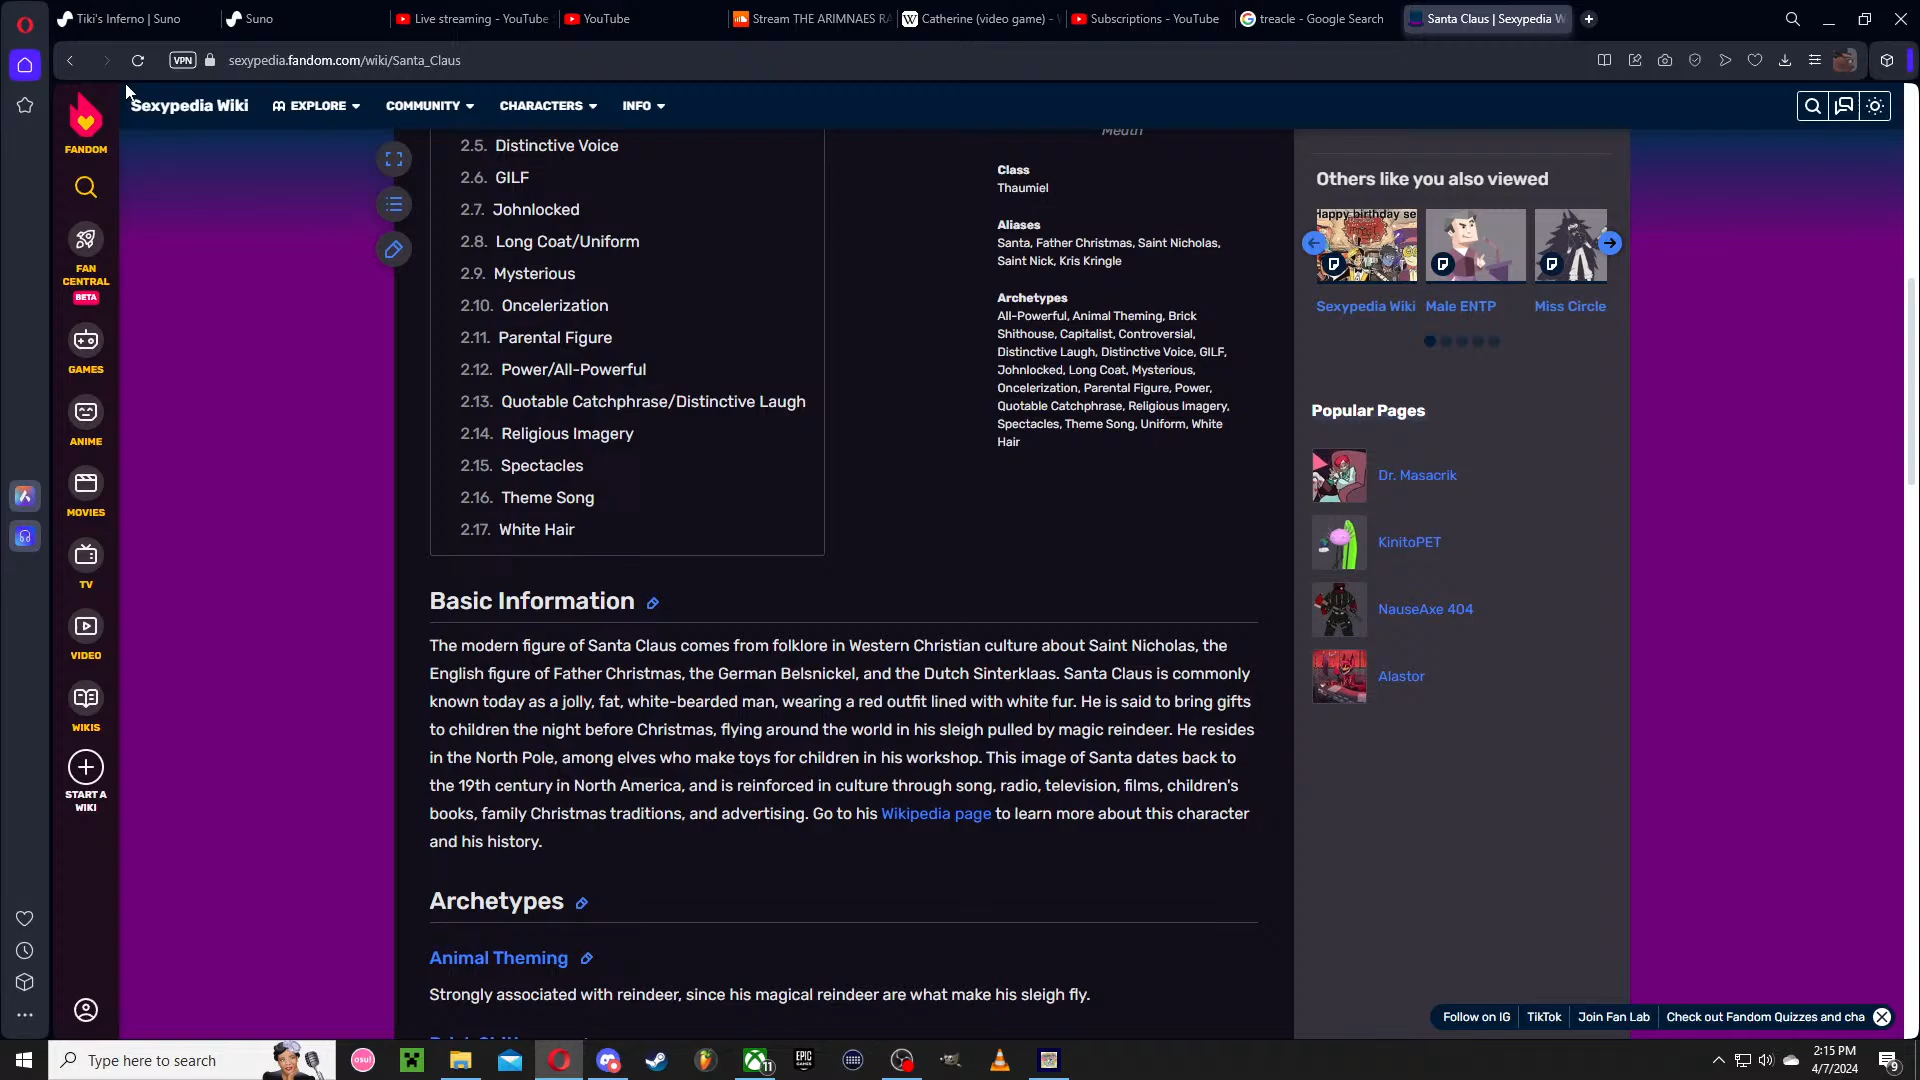 Tiki's Inferno | Suno
Suno
Live streaming - YouTube
YouTube
Stream THE ARIMNAES RA
Catherine (video game) -
Subscriptions - YouTube
treacle - Google Search
Santa Claus | Sexypedia W
VPN
sexypedia.fandom.com/wiki/Santa_Claus
Sexypedia Wiki
EXPLORE
COMMUNITY
CHARACTERS
INFO
FANDOM
FAN
CENTRAL
BETA
GAMES
ANIME
MOVIES
TV
VIDEO
WIKIS
START A
WIKI
2.5. Distinctive Voice
2.6. GILF
2.7. Johnlocked
2.8. Long Coat/Uniform
2.9. Mysterious
2.10. Oncelerization
2.11. Parental Figure
2.12. Power/All-Powerful
2.13. Quotable Catchphrase/Distinctive Laugh
2.14. Religious Imagery
2.15. Spectacles
2.16. Theme Song
2.17. White Hair
Class
Thaumiel
Aliases
Santa, Father Christmas, Saint Nicholas,
Saint Nick, Kris Kringle
Archetypes
All-Powerful, Animal Theming, Brick
Shithouse, Capitalist, Controversial,
Distinctive Laugh, Distinctive Voice, GILF,
Johnlocked, Long Coat, Mysterious,
Oncelerization, Parental Figure, Power,
Quotable Catchphrase, Religious Imagery,
Spectacles, Theme Song, Uniform, White
Hair
Basic Information
The modern figure of Santa Claus comes from folklore in Western Christian culture about Saint Nicholas, the
English figure of Father Christmas, the German Belsnickel, and the Dutch Sinterklaas. Santa Claus is commonly
known today as a jolly, fat, white-bearded man, wearing a red outfit lined with white fur. He is said to bring gifts
to children the night before Christmas, flying around the world in his sleigh pulled by magic reindeer. He resides
in the North Pole, among elves who make toys for children in his workshop. This image of Santa dates back to
the 19th century in North America, and is reinforced in culture through song, radio, television, films, children's
books, family Christmas traditions, and advertising. Go to his Wikipedia page to learn more about this character
and his history.
Archetypes
Animal Theming
Strongly associated with reindeer, since his magical reindeer are what make his sleigh fly.
Others like you also viewed
Happy birthday se
Sexypedia Wiki
Male ENTP
Miss Circle
Popular Pages
Dr. Masacrik
KinitoPET
NauseAxe 404
Alastor
Follow on IG
TikTok
Join Fan Lab
Check out Fandom Quizzes and cha
Type here to search
osu!
11
EPIC
GAMES
2:15 PM
4/7/2024
9